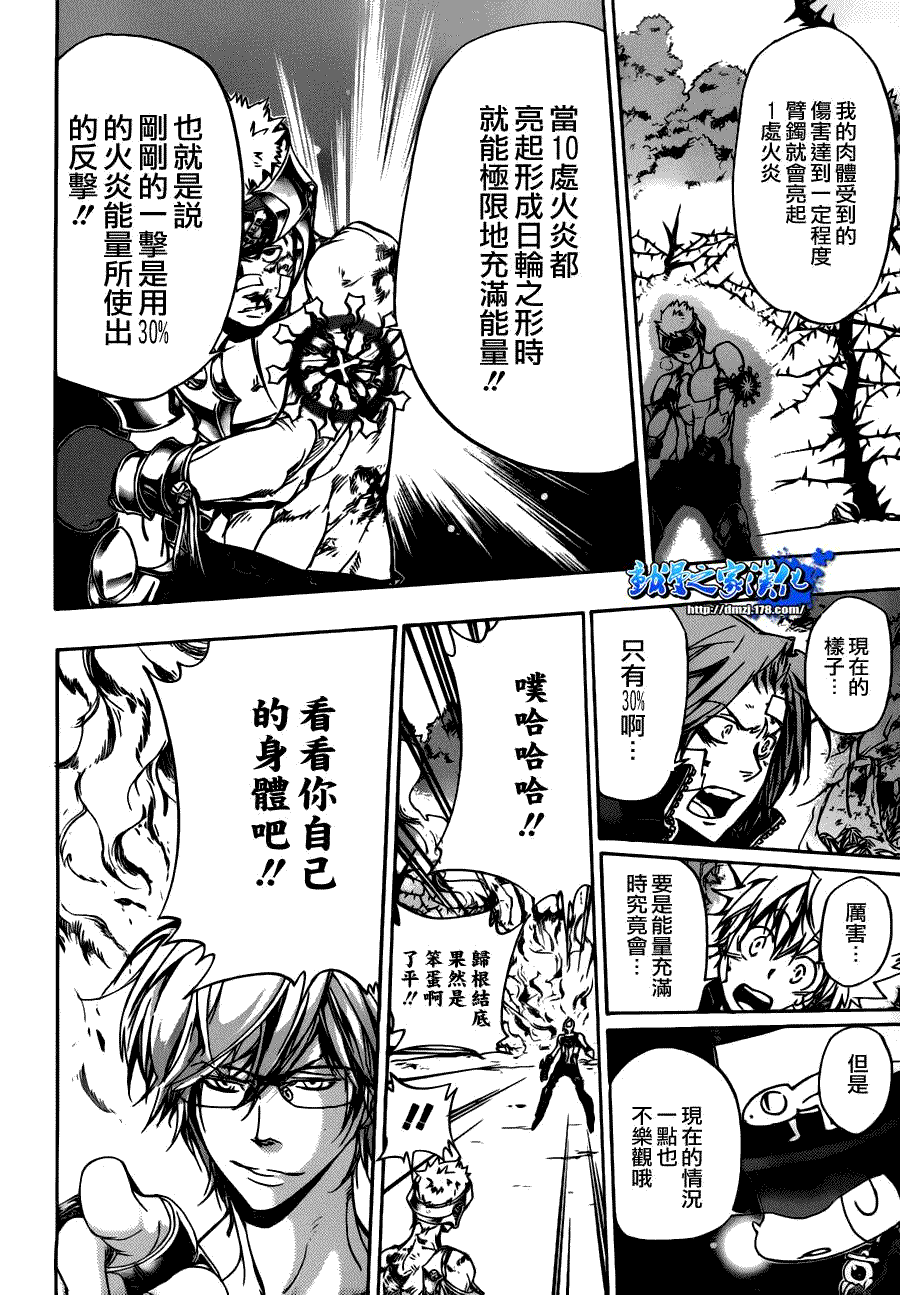 我的肉體受到的
傷害達到一定程度
臂鐲就會亮起
1處火炎
當10處火炎都
亮起形成日輪之形時
就能極限地充滿能量!!
也就是說
剛剛的一擊是用30%
的火炎能量所使出
的反擊!!
動漫之家漢化
http://dmzj.178.com/
現在的
樣子…
只有30%啊…
厲害…
要是能量充滿
時究竟會…
但是
現在的情況
一點也
不樂觀哦
噗哈哈哈!!
歸根結底
果然是
笨蛋啊
了平!!
!!
看看你自己
的身體吧!!